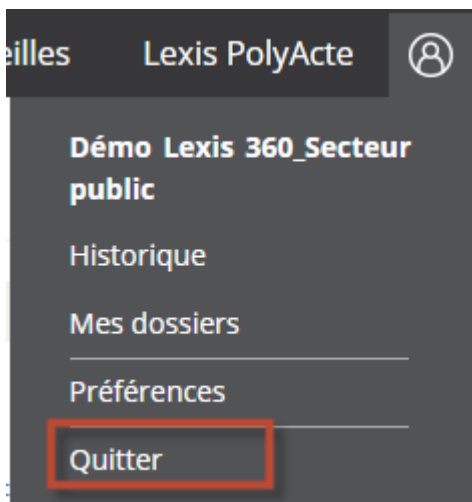 eilles Lexis PolyActe
Démo Lexis 360_Secteur
public
Historique
Mes dossiers
Préférences
Quitter